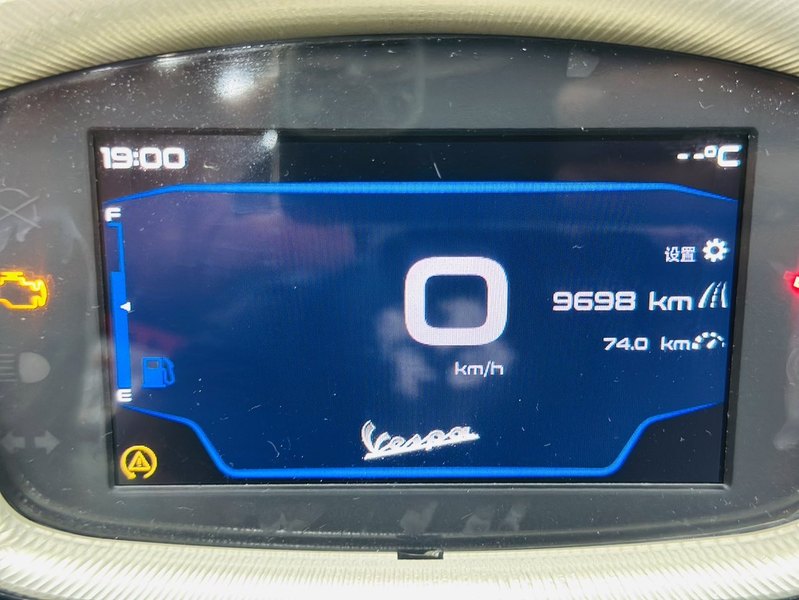 19:00
--°C
F
设置
9698 km
74.0 km
0
km/h
E
Vespa